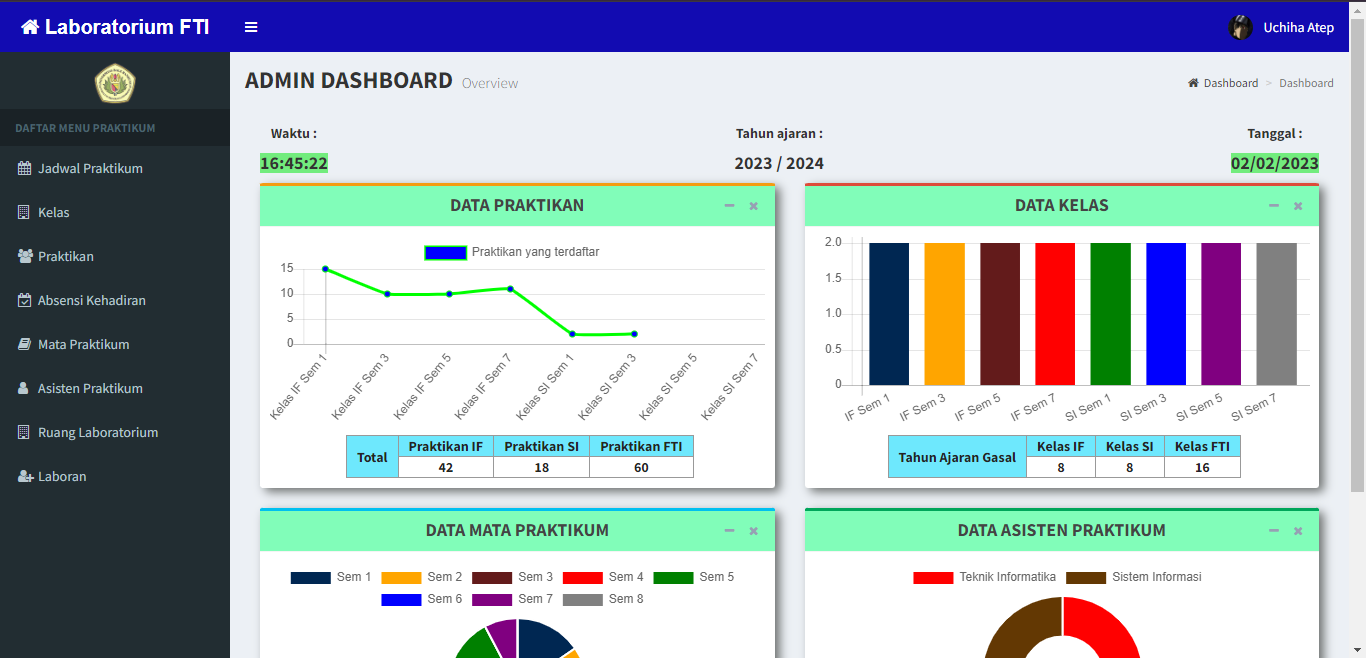 Laboratorium FTI
Uchiha Atep
DAFTAR MENU PRAKTIKUM
Jadwal Praktikum
Kelas
Praktikan
Absensi Kehadiran
Mata Praktikum
Asisten Praktikum
Ruang Laboratorium
Laboran
ADMIN DASHBOARD Overview
Dashboard > Dashboard
Waktu :
16:45:22
Tahun ajaran :
2023 / 2024
Tanggal :
02/02/2023
DATA PRAKTIKAN
Praktikan yang terdaftar
15
10
5
0
Kelas IF Sem 1
Kelas IF Sem 3
Kelas IF Sem 5
Kelas IF Sem 7
Kelas SI Sem 1
Kelas SI Sem 3
Kelas SI Sem 5
Kelas SI Sem 7
Total
Praktikan IF Praktikan SI Praktikan FTI
42 18 60
DATA KELAS
2.0
1.5
1.0
0.5
0
IF Sem 1
IF Sem 3
IF Sem 5
IF Sem 7
SI Sem 1
SI Sem 3
SI Sem 5
SI Sem 7
Tahun Ajaran Gasal
Kelas IF Kelas SI Kelas FTI
8 8 16
DATA MATA PRAKTIKUM
Sem 1 Sem 2 Sem 3 Sem 4 Sem 5
Sem 6 Sem 7 Sem 8
DATA ASISTEN PRAKTIKUM
Teknik Informatika Sistem Informasi